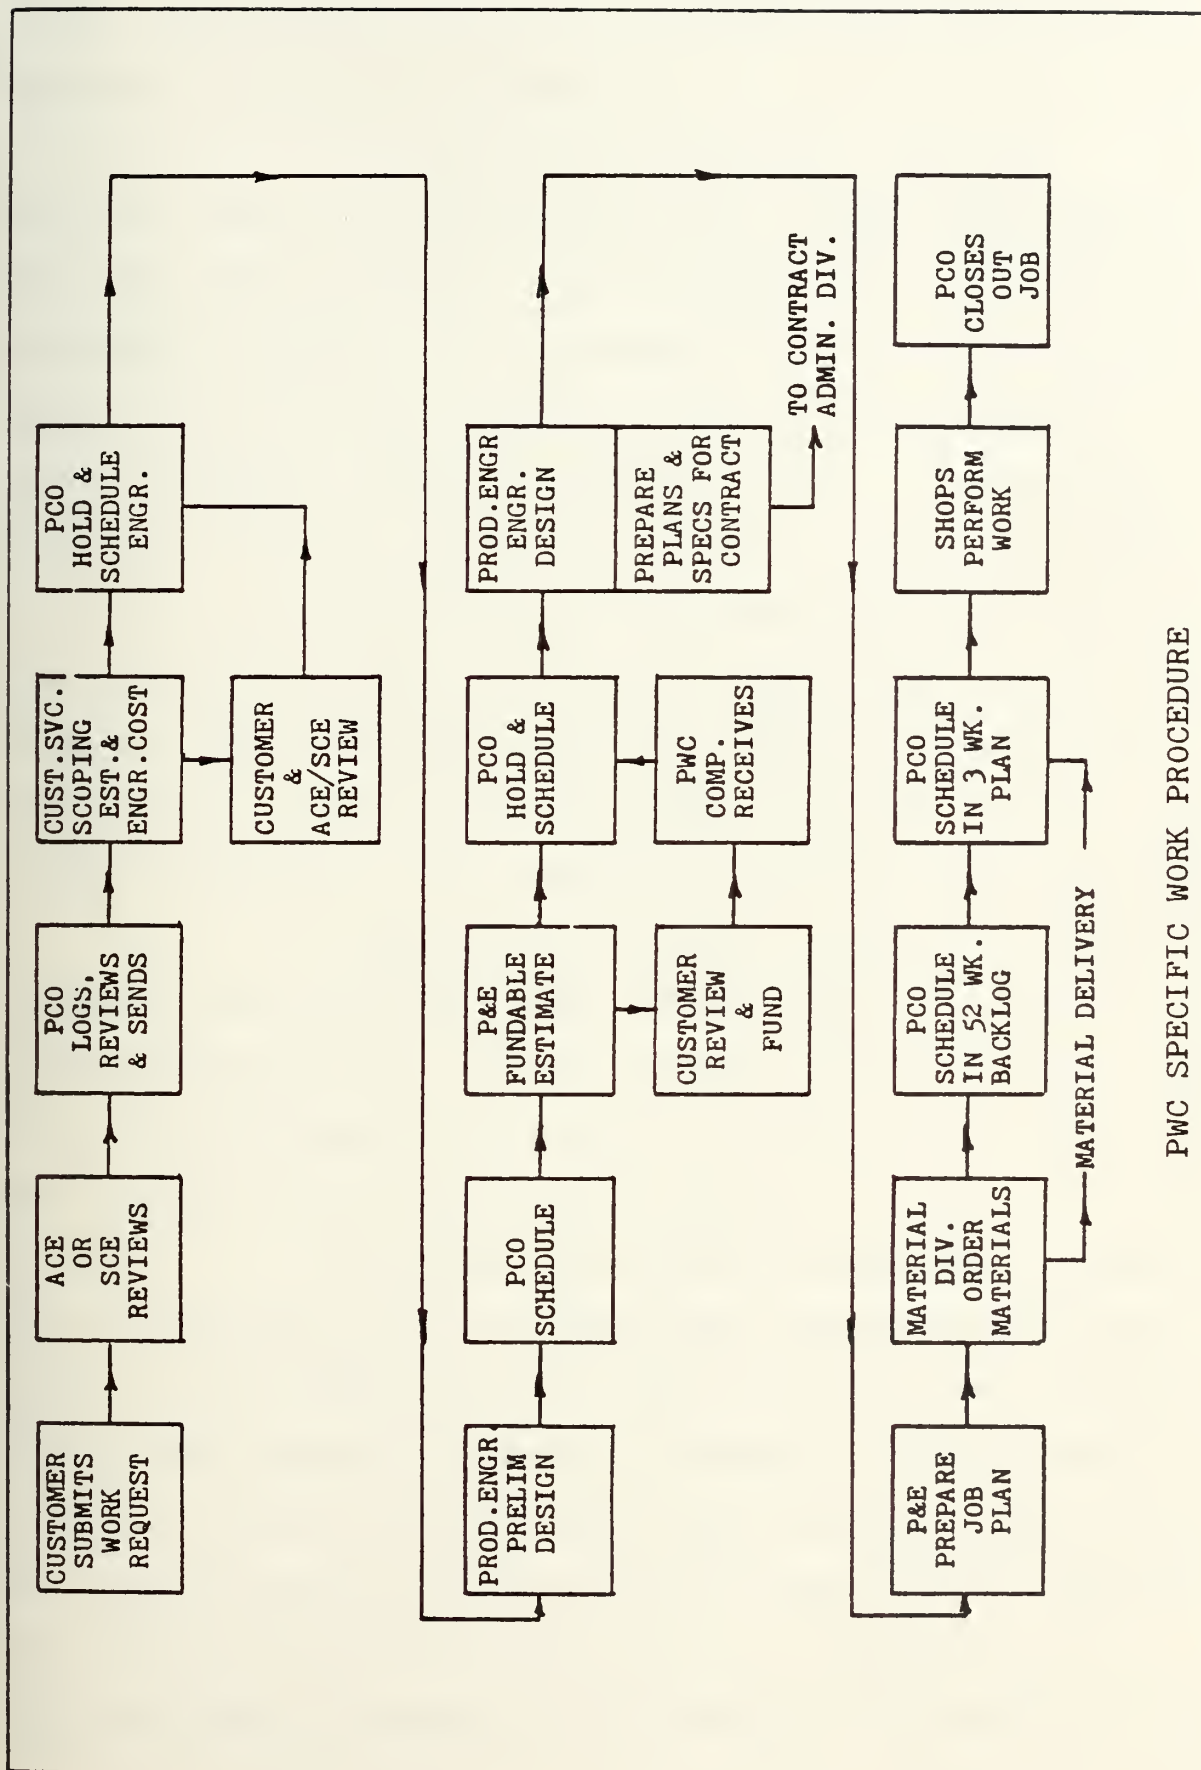 CUSTOMER
SUBMITS
WORK
REQUEST
ACE
OR
SCE
REVIEWS
PCO
LOGS,
REVIEWS
& SENDS
CUST.SVC.
SCOPING
EST.&
ENGR.COST
PCO
HOLD &
SCHEDULE
ENGR.
CUSTOMER
&
ACE/SCE
REVIEW
PROD.ENGR.
PRELIM
DESIGN
PCO
SCHEDULE
P&E
FUNDABLE
ESTIMATE
PCO
HOLD &
SCHEDULE
PROD.ENGR
ENGR.
DESIGN
CUSTOMER
REVIEW
&
FUND
PWC
COMP.
RECEIVES
PREPARE
PLANS &
SPECS FOR
CONTRACT
TO CONTRACT
ADMIN. DIV.
P&E
PREPARE
JOB
PLAN
MATERIAL
DIV.
ORDER
MATERIALS
PCO
SCHEDULE
IN 52 WK.
BACKLOG
PCO
SCHEDULE
IN 3 WK.
PLAN
SHOPS
PERFORM
WORK
PCO
CLOSES
OUT
JOB
MATERIAL DELIVERY
PWC SPECIFIC WORK PROCEDURE